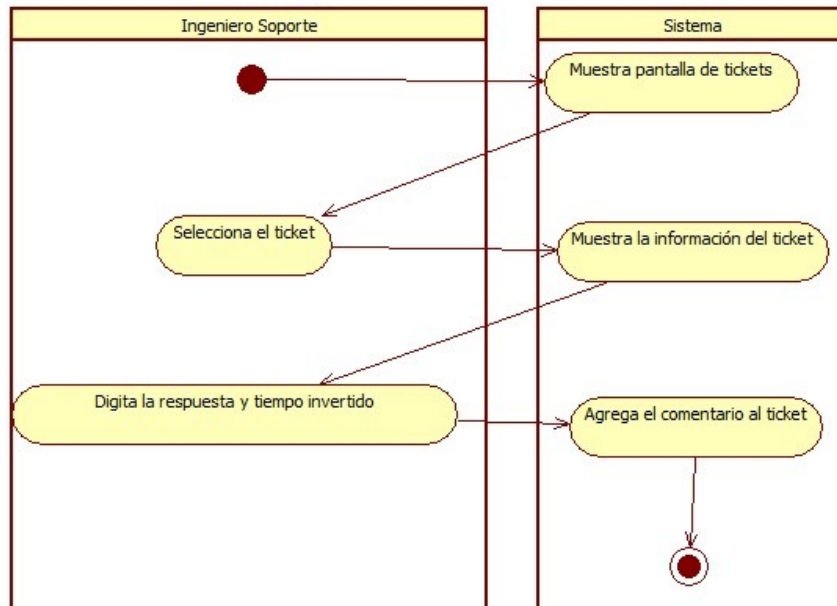 Ingeniero Soporte
Sistema
Muestra pantalla de tickets
Selecciona el ticket
Muestra la información del ticket
Digita la respuesta y tiempo invertido
Agrega el comentario al ticket